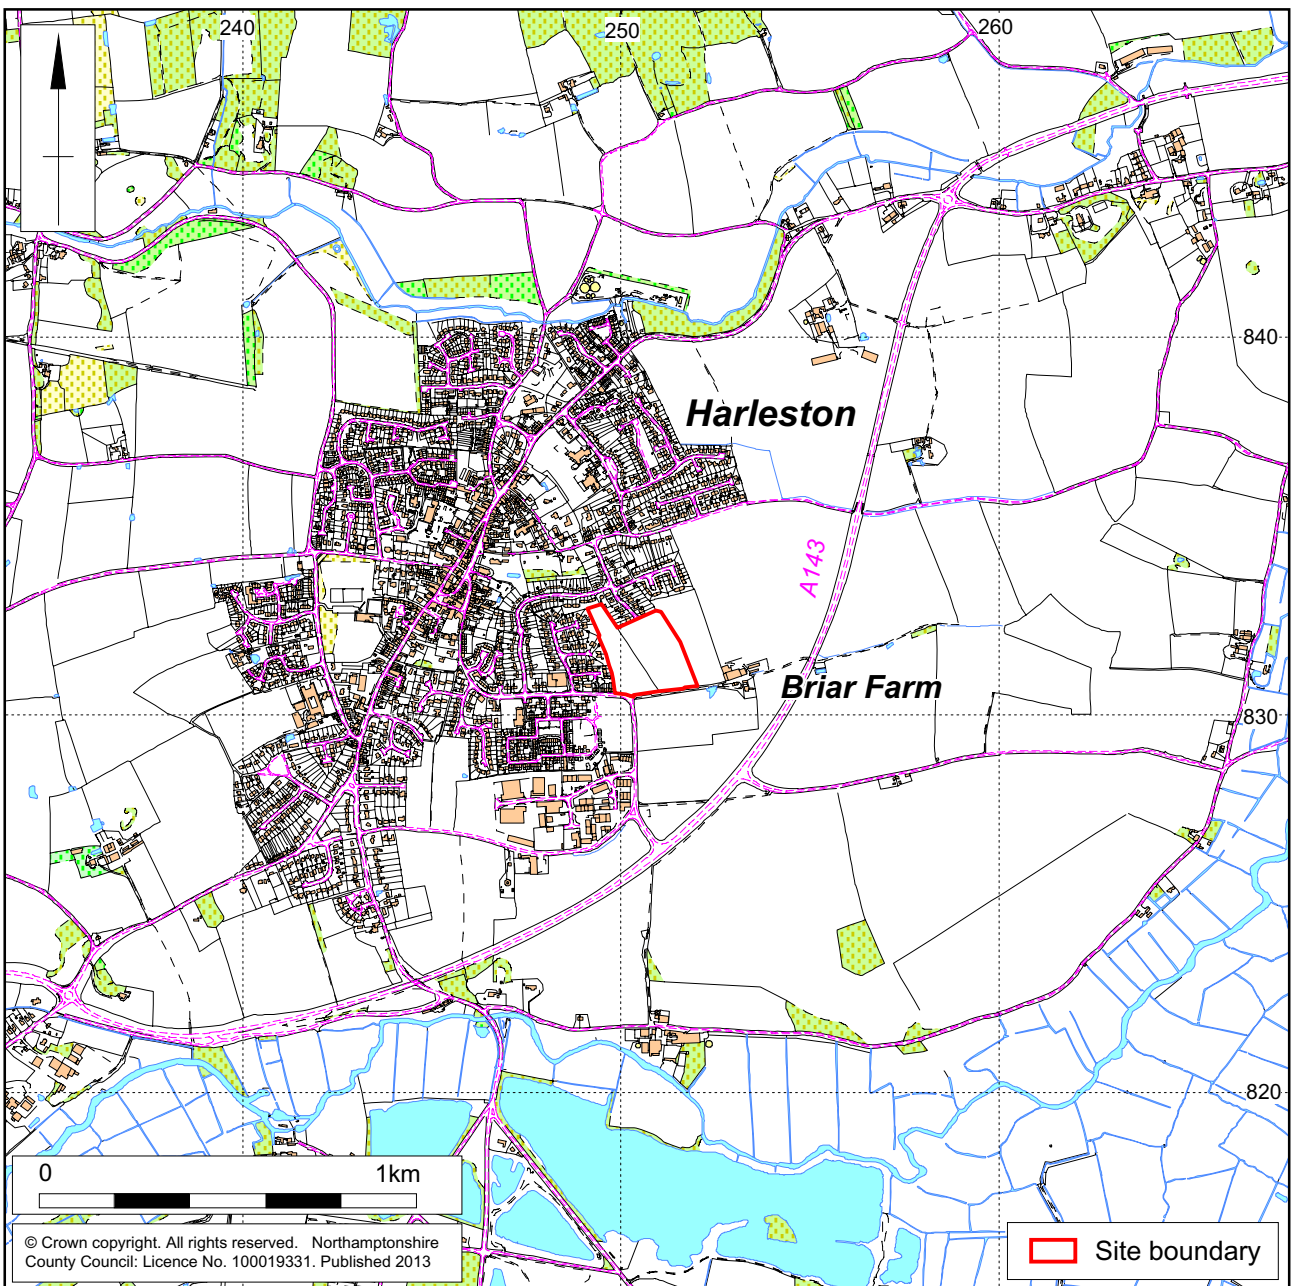 240
250
260
840
Harleston
A143
Briar Farm
830
820
0 1km
© Crown copyright. All rights reserved. Northamptonshire
County Council: Licence No. 100019331. Published 2013
Site boundary